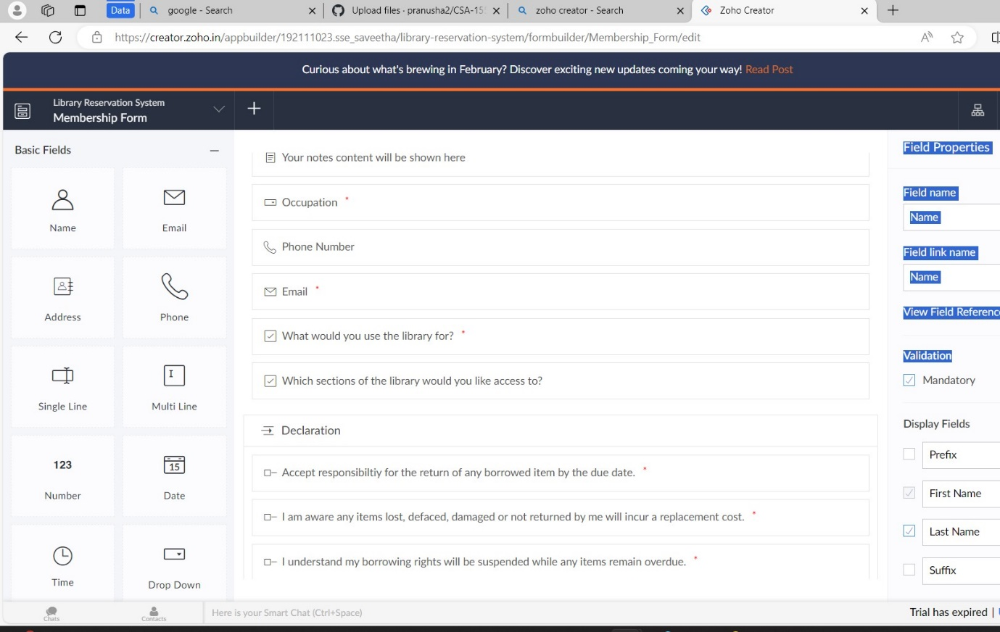 Data
google - Search
Upload files · pranusha2/CSA-15
zoho creator - Search
Zoho Creator
https://creator.zoho.in/appbuilder/192111023.sse_saveetha/library-reservation-system/formbuilder/Membership_Form/edit
Curious about what's brewing in February? Discover exciting new updates coming your way! Read Post
Library Reservation System
Membership Form
Basic Fields
Name
Email
Address
Phone
Single Line
Multi Line
123
Number
15
Date
Time
Drop Down
Your notes content will be shown here
Occupation *
Phone Number
Email *
What would you use the library for? *
Which sections of the library would you like access to?
Declaration
Accept responsibiltiy for the return of any borrowed item by the due date. *
I am aware any items lost, defaced, damaged or not returned by me will incur a replacement cost. *
I understand my borrowing rights will be suspended while any items remain overdue. *
Field Properties
Field name
Name
Field link name
Name
View Field Referenc
Validation
Mandatory
Display Fields
Prefix
First Name
Last Name
Suffix
Chats
Contacts
Here is your Smart Chat (Ctrl+Space)
Trial has expired |